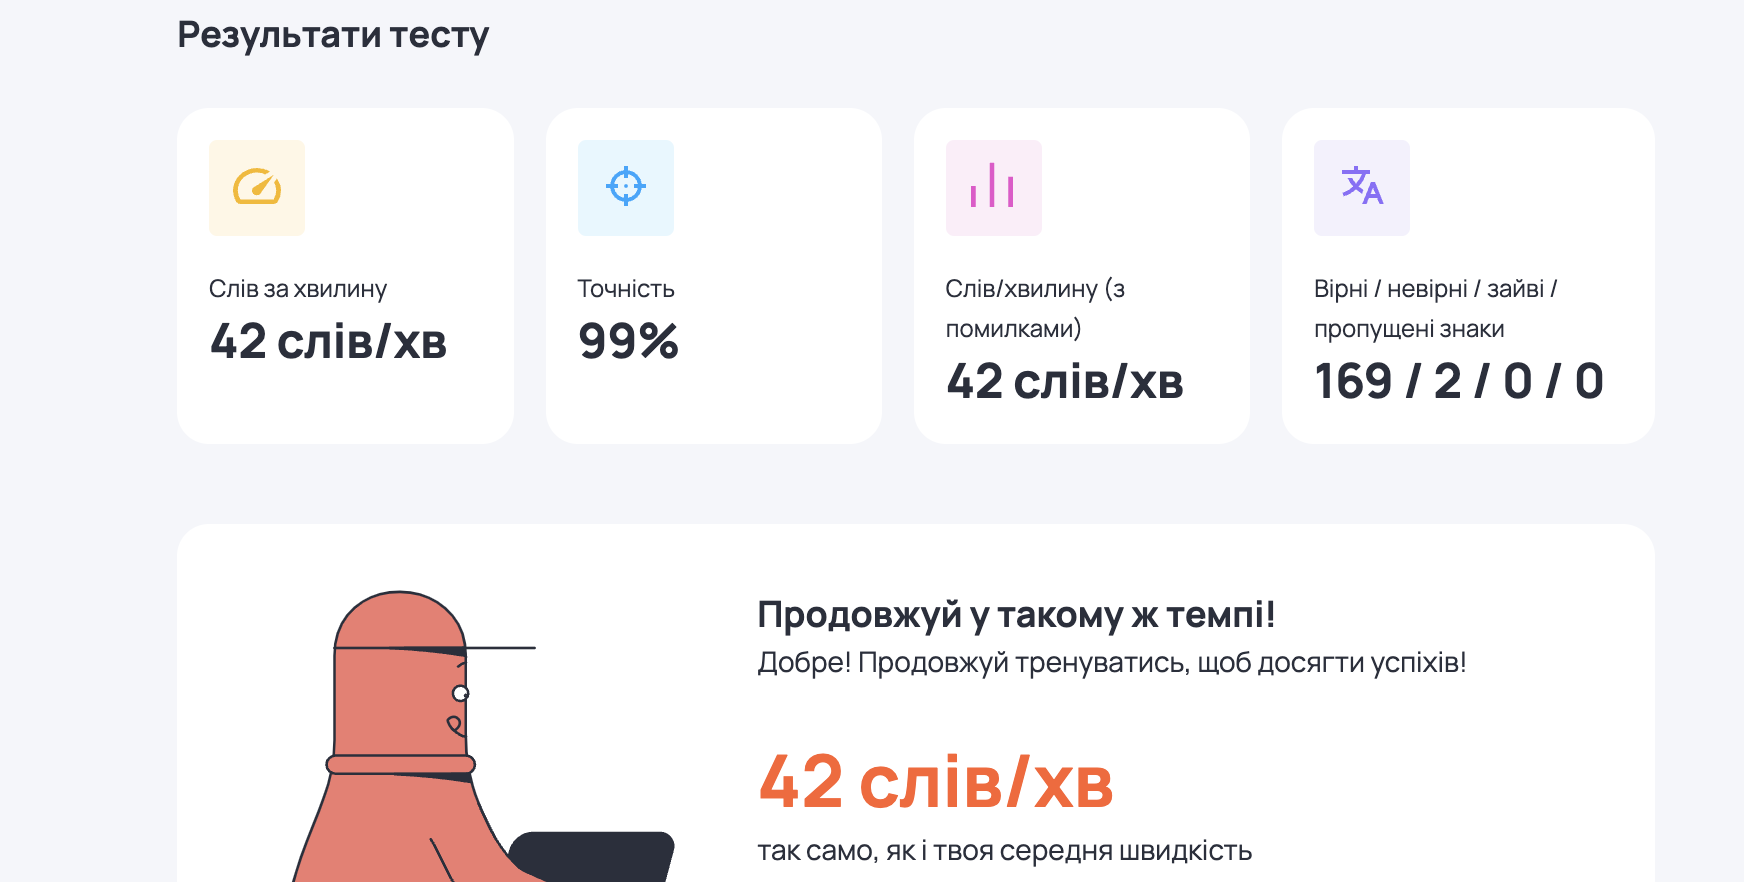 Результати тесту
Слів за хвилину
42 слів/хв
Точність
99%
Слів/хвилину (з
помилками)
42 слів/хв
Вірні / невірні / зайві /
пропущені знаки
169 / 2 / 0 / 0
Продовжуй у такому ж темпі!
Добре! Продовжуй тренуватись, щоб досягти успіхів!
42 слів/хв
так само, як і твоя середня швидкість